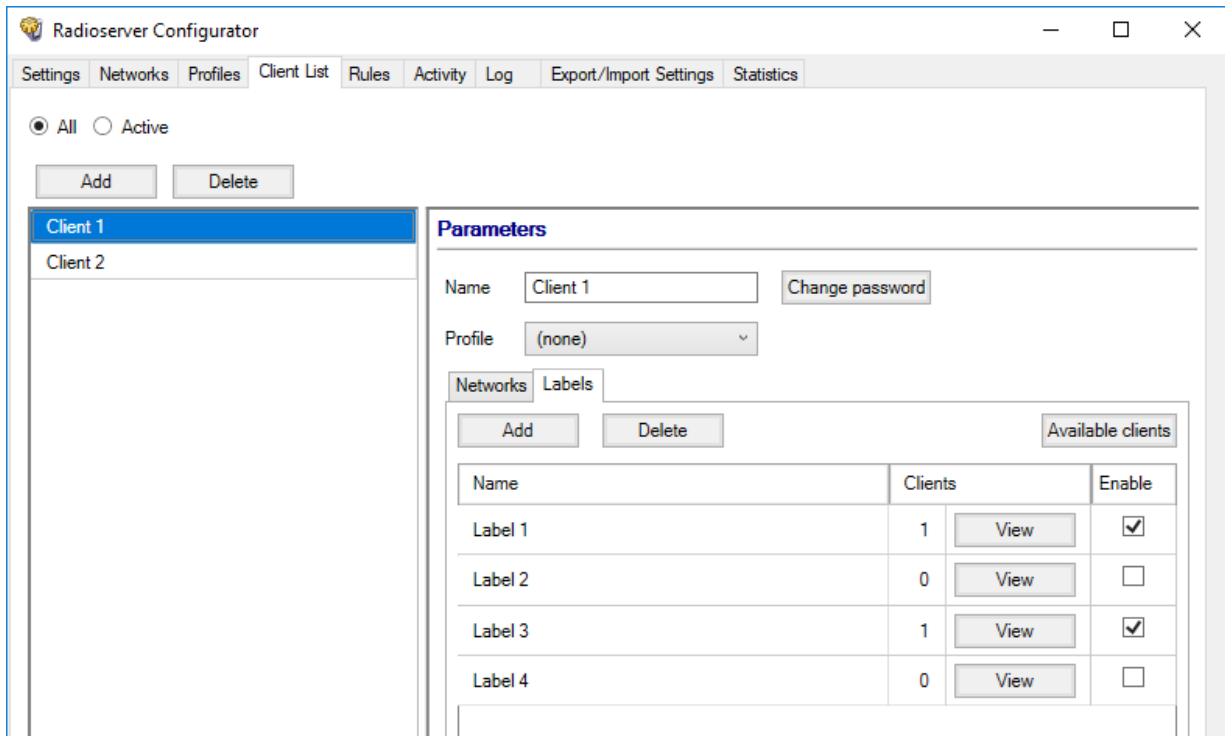 Radioserver Configurator
Settings Networks Profiles Client List Rules Activity Log Export/Import Settings Statistics
All Active
Add Delete
Client 1
Client 2
Parameters
Name Client 1 Change password
Profile (none)
Networks Labels
Add Delete Available clients
Name Clients Enable
Label 1 1 View
Label 2 0 View
Label 3 1 View
Label 4 0 View